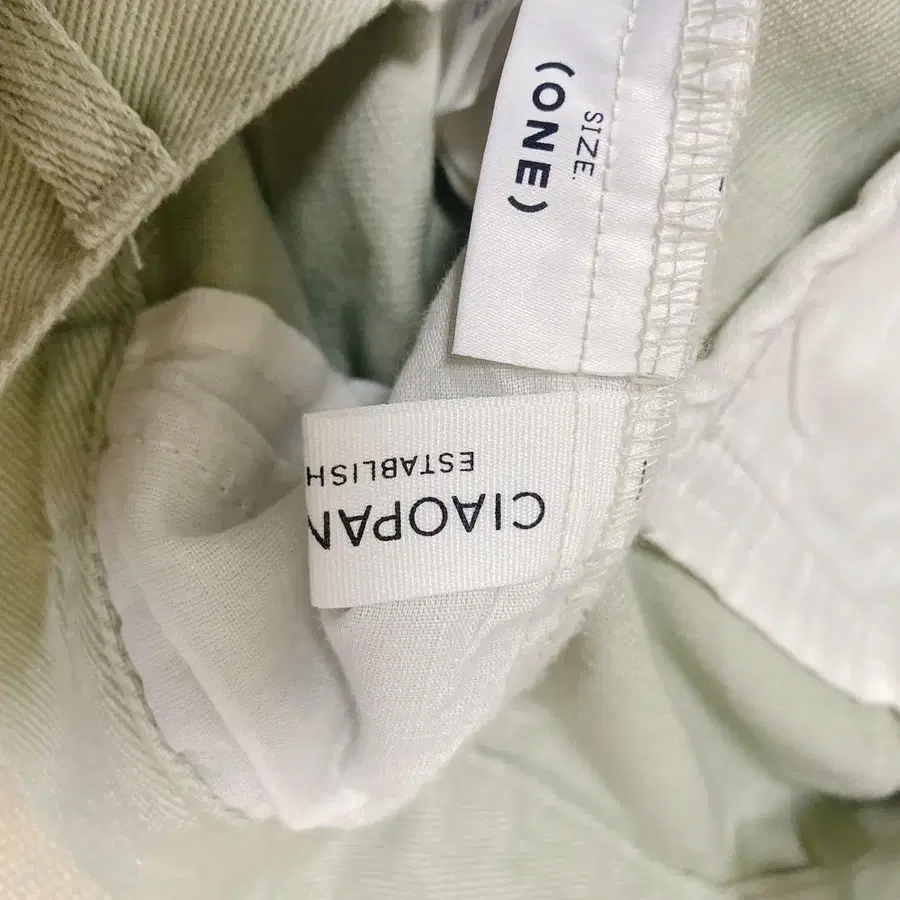 SIZE.
(ONE)
CIAOPAN
ESTABLISH